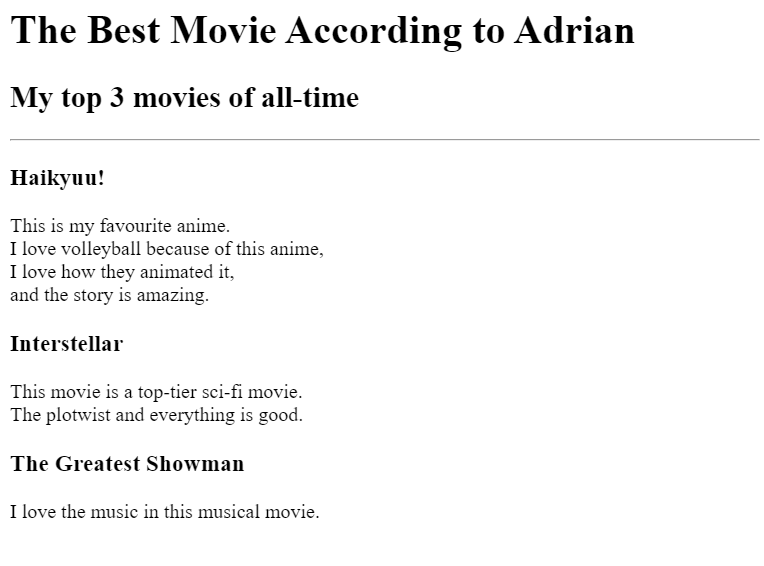 The Best Movie According to Adrian
My top 3 movies of all-time
Haikyuu!
This is my favourite anime.
I love volleyball because of this anime,
I love how they animated it,
and the story is amazing.
Interstellar
This movie is a top-tier sci-fi movie.
The plotwist and everything is good.
The Greatest Showman
I love the music in this musical movie.